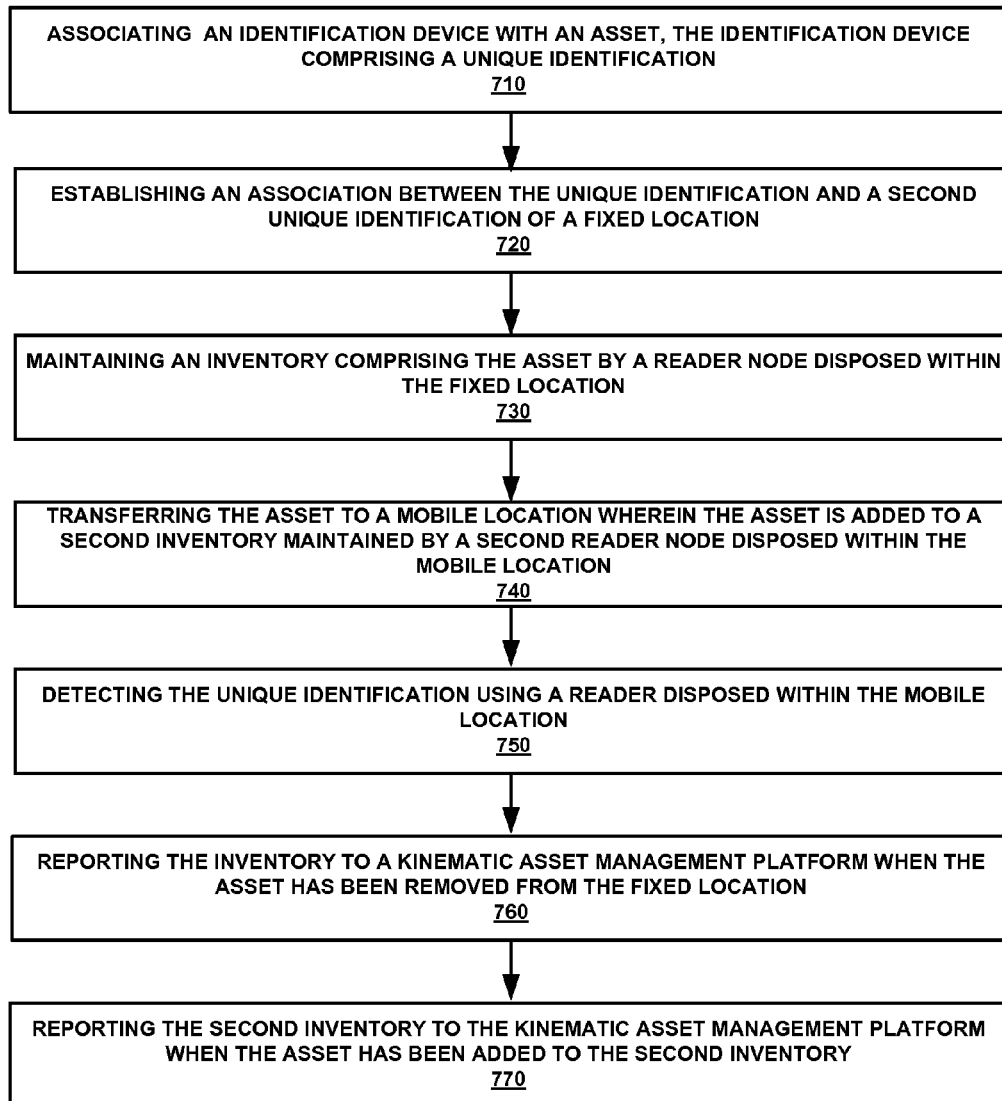 ASSOCIATING AN IDENTIFICATION DEVICE WITH AN ASSET, THE IDENTIFICATION DEVICE
COMPRISING A UNIQUE IDENTIFICATION
710
ESTABLISHING AN ASSOCIATION BETWEEN THE UNIQUE IDENTIFICATION AND A SECOND
UNIQUE IDENTIFICATION OF A FIXED LOCATION
720
MAINTAINING AN INVENTORY COMPRISING THE ASSET BY A READER NODE DISPOSED WITHIN
THE FIXED LOCATION
730
TRANSFERRING THE ASSET TO A MOBILE LOCATION WHEREIN THE ASSET IS ADDED TO A
SECOND INVENTORY MAINTAINED BY A SECOND READER NODE DISPOSED WITHIN THE
MOBILE LOCATION
740
DETECTING THE UNIQUE IDENTIFICATION USING A READER DISPOSED WITHIN THE MOBILE
LOCATION
750
REPORTING THE INVENTORY TO A KINEMATIC ASSET MANAGEMENT PLATFORM WHEN THE
ASSET HAS BEEN REMOVED FROM THE FIXED LOCATION
760
REPORTING THE SECOND INVENTORY TO THE KINEMATIC ASSET MANAGEMENT PLATFORM
WHEN THE ASSET HAS BEEN ADDED TO THE SECOND INVENTORY
770